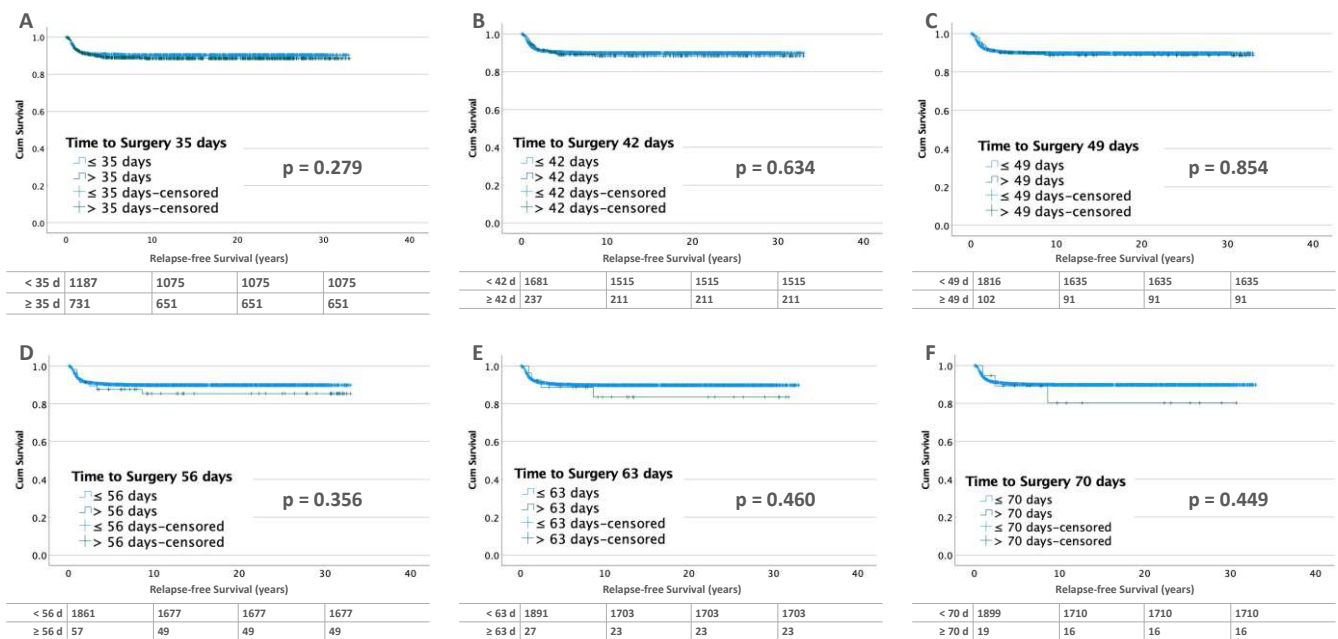 A
1.0
0.8
0.6
0.4
0.2
0.0
Cum Survival
Time to Surgery 35 days
≤ 35 days
> 35 days
≤ 35 days-censored
> 35 days-censored
p = 0.279
0 10 20 30 40
Relapse-free Survival (years)
< 35 d 1187 1075 1075 1075
≥ 35 d 731 651 651 651
B
1.0
0.8
0.6
0.4
0.2
0.0
Cum Survival
Time to Surgery 42 days
≤ 42 days
> 42 days
≤ 42 days-censored
> 42 days-censored
p = 0.634
0 10 20 30 40
Relapse-free Survival (years)
< 42 d 1681 1515 1515 1515
≥ 42 d 237 211 211 211
C
1.0
0.8
0.6
0.4
0.2
0.0
Cum Survival
Time to Surgery 49 days
≤ 49 days
> 49 days
≤ 49 days-censored
> 49 days-censored
p = 0.854
0 10 20 30 40
Relapse-free Survival (years)
< 49 d 1816 1635 1635 1635
≥ 49 d 102 91 91 91
D
1.0
0.8
0.6
0.4
0.2
0.0
Cum Survival
Time to Surgery 56 days
≤ 56 days
> 56 days
≤ 56 days-censored
> 56 days-censored
p = 0.356
0 10 20 30 40
Relapse-free Survival (years)
< 56 d 1861 1677 1677 1677
≥ 56 d 57 49 49 49
E
1.0
0.8
0.6
0.4
0.2
0.0
Cum Survival
Time to Surgery 63 days
≤ 63 days
> 63 days
≤ 63 days-censored
> 63 days-censored
p = 0.460
0 10 20 30 40
Relapse-free Survival (years)
< 63 d 1891 1703 1703 1703
≥ 63 d 27 23 23 23
F
1.0
0.8
0.6
0.4
0.2
0.0
Cum Survival
Time to Surgery 70 days
≤ 70 days
> 70 days
≤ 70 days-censored
> 70 days-censored
p = 0.449
0 10 20 30 40
Relapse-free Survival (years)
< 70 d 1899 1710 1710 1710
≥ 70 d 19 16 16 16